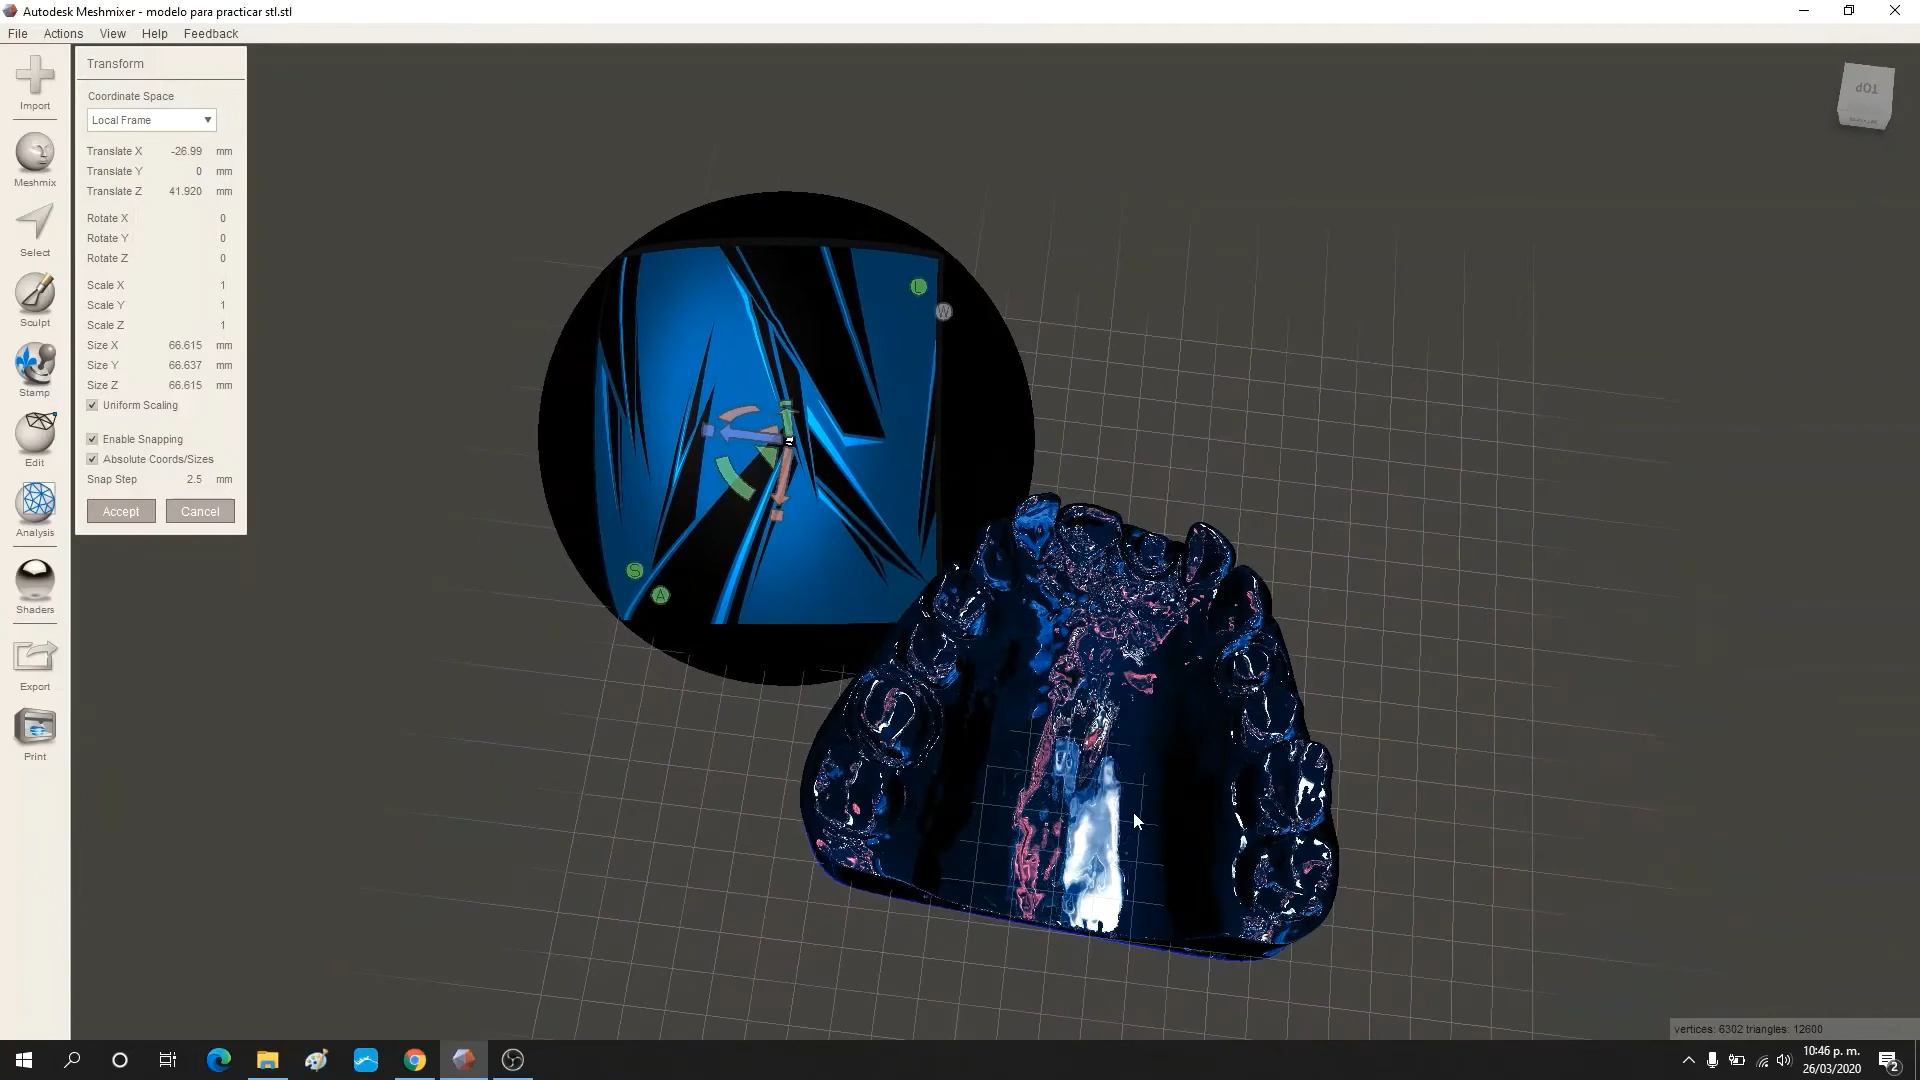 Autodesk Meshmixer - modelo para practicar stl.stl
File Actions View Help Feedback
Import
Meshmix
Select
Sculpt
Stamp
Edit
Analysis
Shaders
Export
Print
Transform
Coordinate Space
Local Frame
Translate X -26.99 mm
Translate Y 0 mm
Translate Z 41.920 mm
Rotate X 0
Rotate Y 0
Rotate Z 0
Scale X 1
Scale Y 1
Scale Z 1
Size X 66.615 mm
Size Y 66.637 mm
Size Z 66.615 mm
Uniform Scaling
Enable Snapping
Absolute Coords/Sizes
Snap Step 2.5 mm
Accept Cancel
TOP
L
W
S
A
vertices: 6302 triangles: 12600
10:46 p. m.
26/03/2020
2